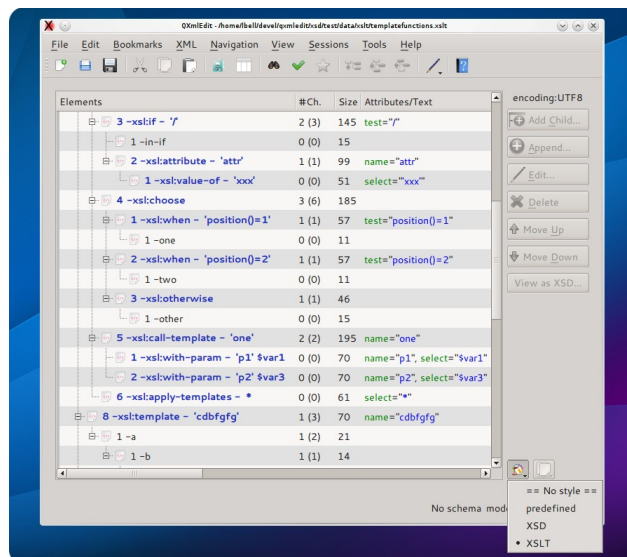 QXmlEdit - /home/lbell/devel/qxmledit/xsd/test/data/xslt/templatefunctions.xslt
File Edit Bookmarks XML Navigation View Sessions Tools Help
Elements #Ch. Size Attributes/Text
encoding:UTF8
3 -xsl:if - '/' 2 (3) 145 test="/"
1 -in-if 0 (0) 15
2 -xsl:attribute - 'attr' 1 (1) 99 name="attr"
1 -xsl:value-of - 'xxx' 0 (0) 51 select="'xxx'"
4 -xsl:choose 3 (6) 185
1 -xsl:when - 'position()=1' 1 (1) 57 test="position()=1"
1 -one 0 (0) 11
2 -xsl:when - 'position()=2' 1 (1) 57 test="position()=2"
1 -two 0 (0) 11
3 -xsl:otherwise 1 (1) 46
1 -other 0 (0) 15
5 -xsl:call-template - 'one' 2 (2) 195 name="one"
1 -xsl:with-param - 'p1' $var1 0 (0) 70 name="p1", select="$var1"
2 -xsl:with-param - 'p2' $var3 0 (0) 70 name="p2", select="$var3"
6 -xsl:apply-templates - * 0 (0) 61 select="*"
8 -xsl:template - 'cdbfgfg' 1 (3) 70 name="cdbfgfg"
1 -a 1 (2) 21
1 -b 1 (1) 14
Add Child...
Append...
Edit...
Delete
Move Up
Move Down
View as XSD...
No schema mod
== No style ==
predefined
XSD
XSLT